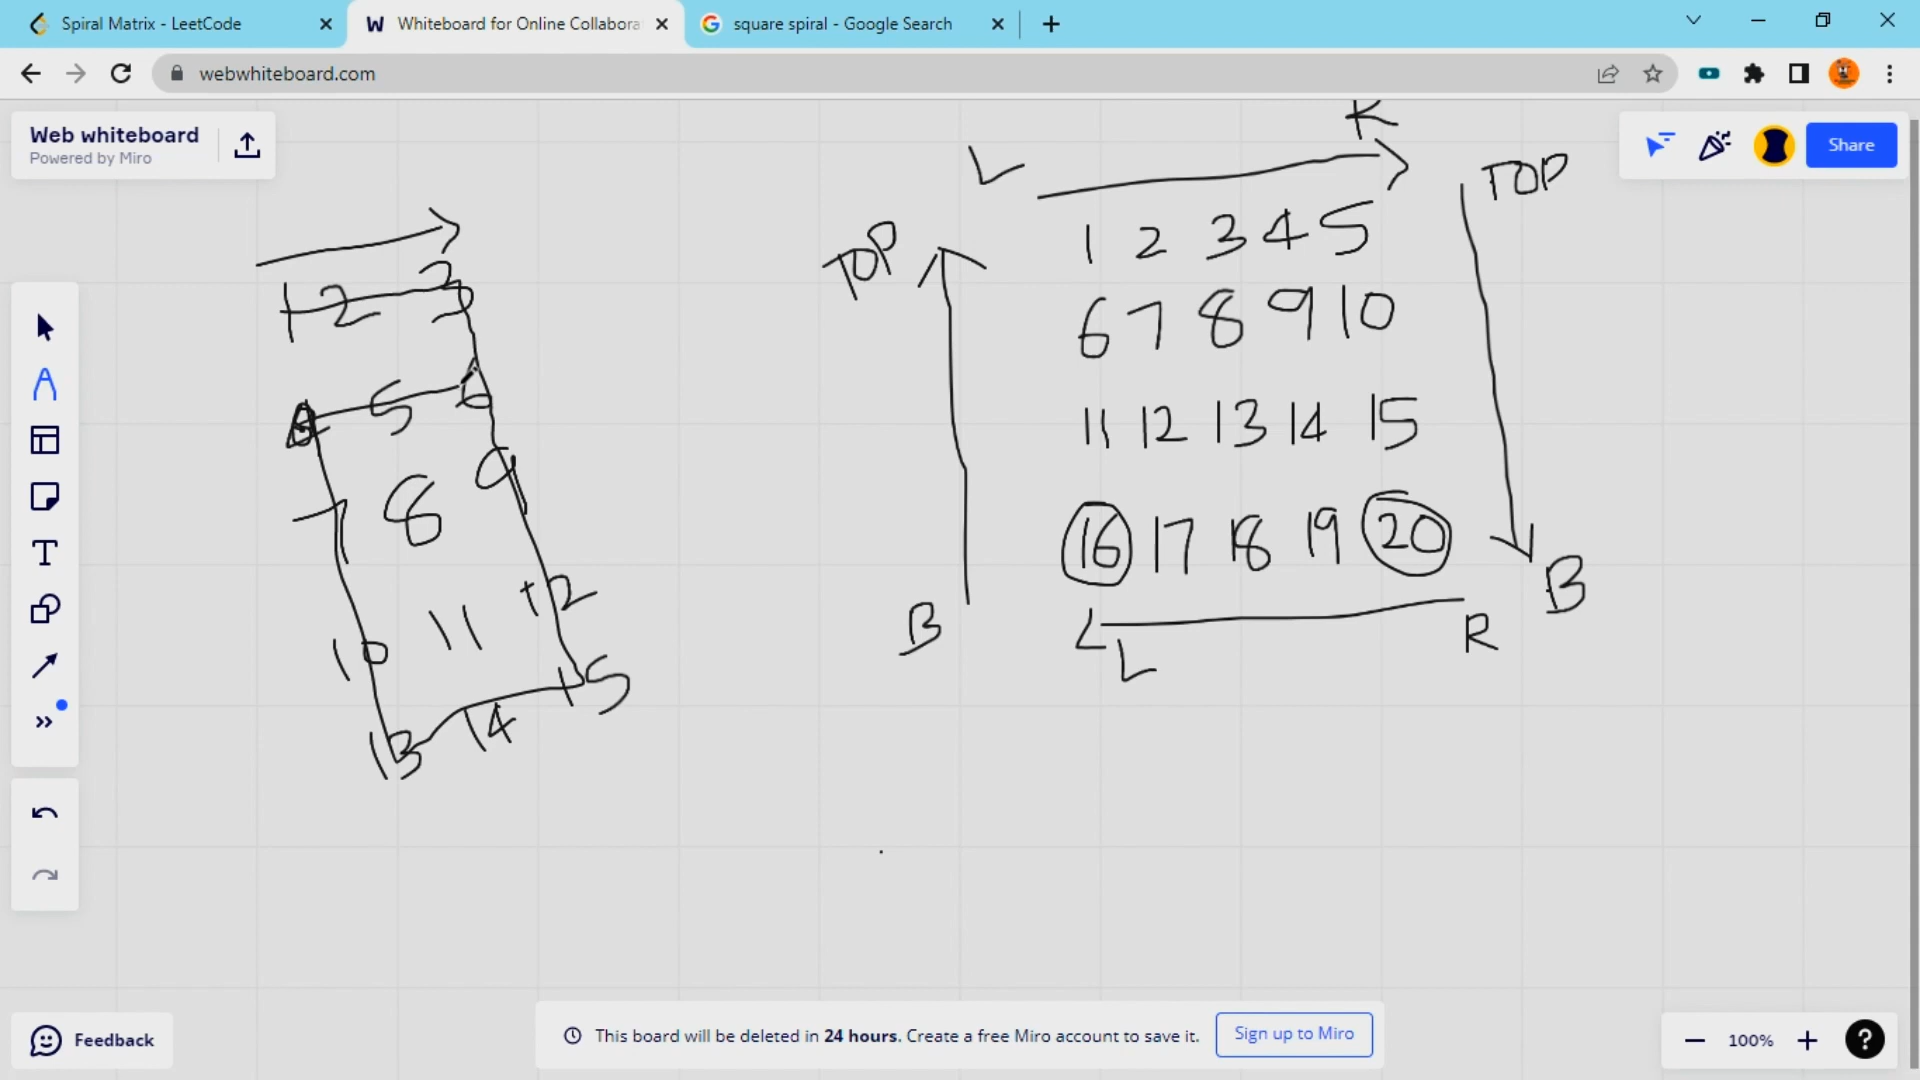 Spiral Matrix - LeetCode
Whiteboard for Online Collabora
square spiral - Google Search
webwhiteboard.com
Web whiteboard
Powered by Miro
Share
1 2 3
5 6
7 8 9
10 11 12
13 14 15
L R
TOP TOP
1 2 3 4 5
6 7 8 9 10
11 12 13 14 15
16 17 18 19 20
B B
L R
Feedback
This board will be deleted in 24 hours. Create a free Miro account to save it.
Sign up to Miro
100%